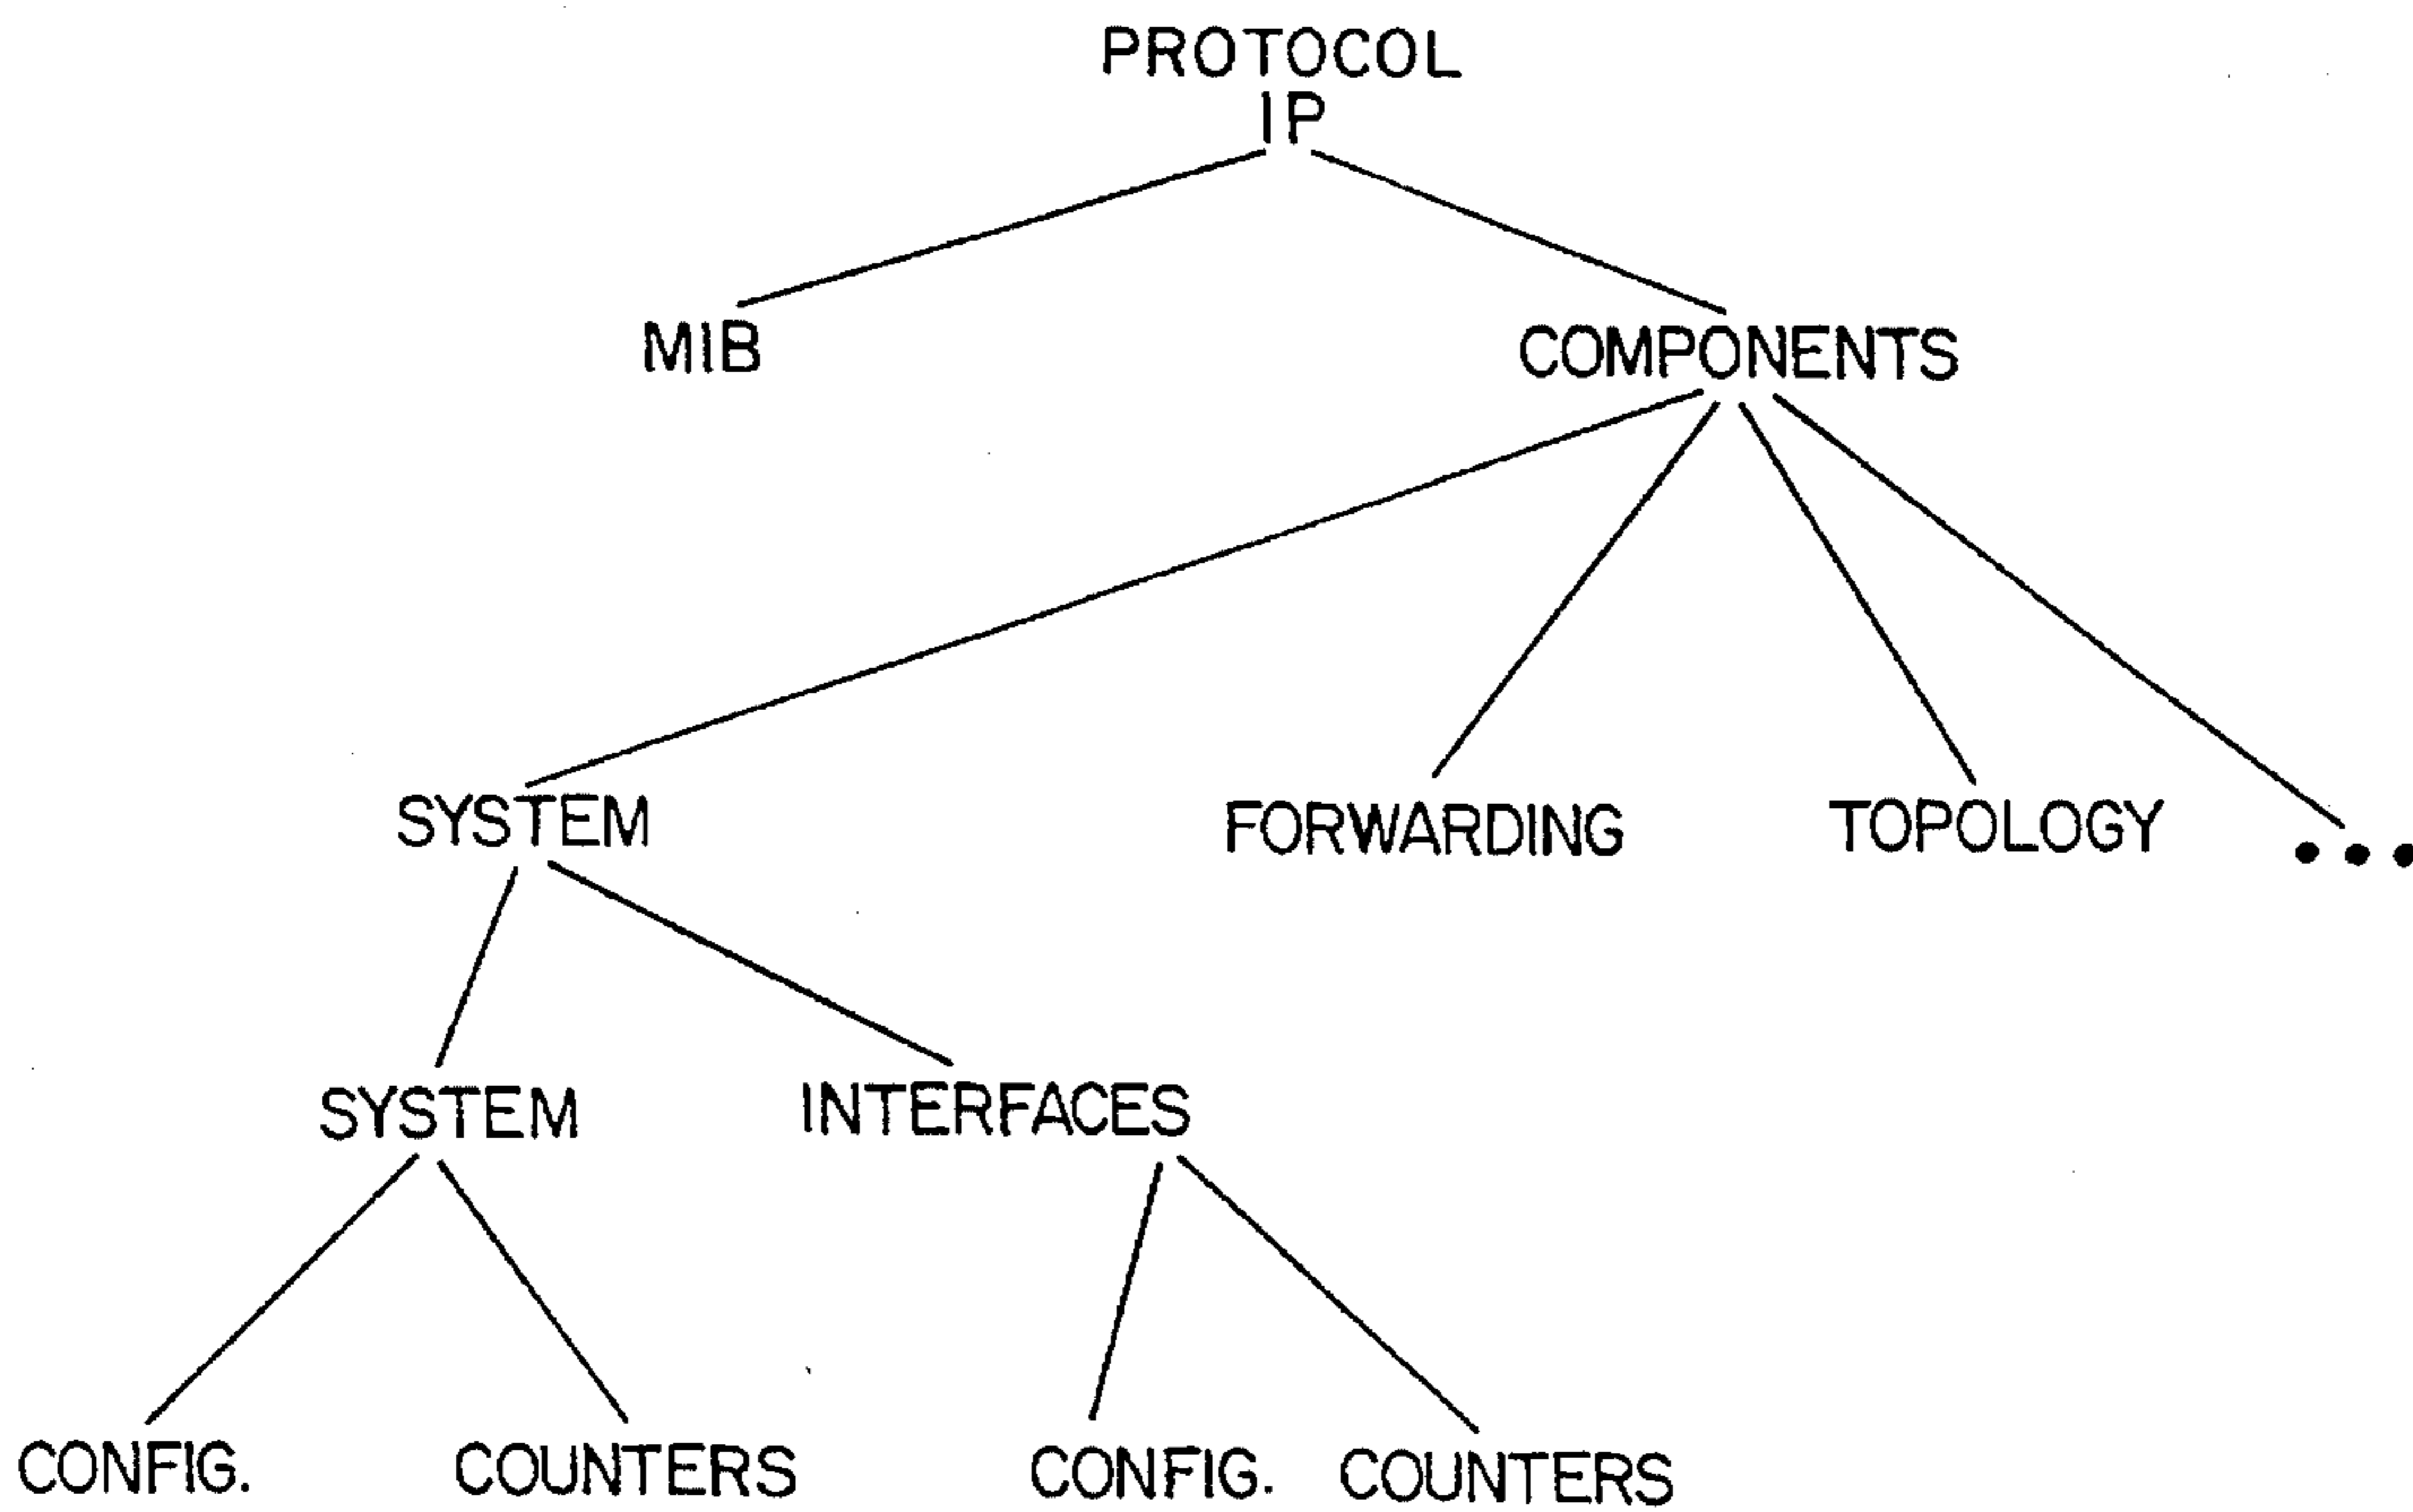 PROTOCOL
IP
MIB
COMPONENTS
SYSTEM
FORWARDING
TOPOLOGY
•••
SYSTEM
INTERFACES
CONFIG.
COUNTERS
CONFIG.
COUNTERS